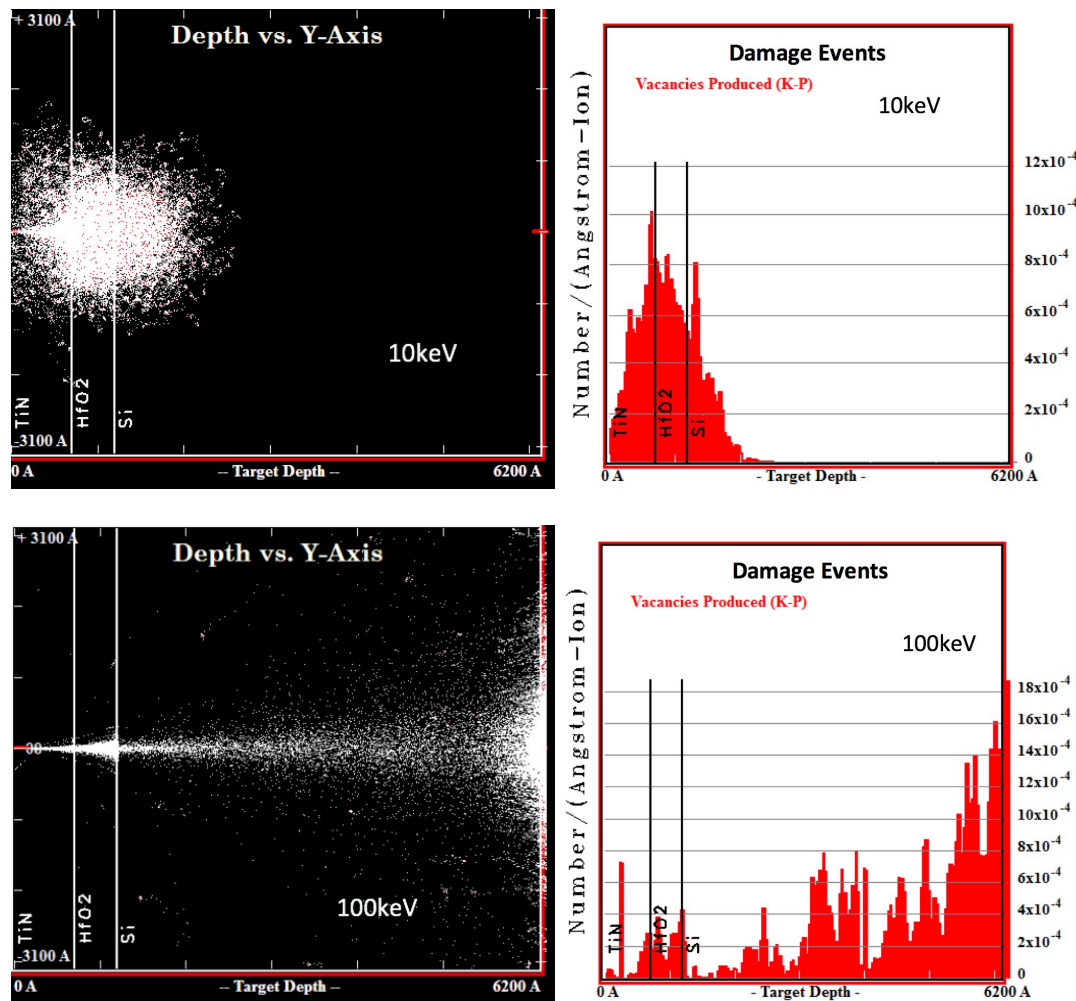 + 3100 A
Depth vs. Y-Axis
10keV
TiN
HfO2
Si
-3100 A
0 A
-- Target Depth --
6200 A
Damage Events
Vacancies Produced (K-P)
10keV
Number/(Angstrom-Ion)
12x10-4
10x10-4
8x10-4
6x10-4
4x10-4
2x10-4
0
TiN
HfO2
Si
0 A
- Target Depth -
6200 A
+ 3100 A
Depth vs. Y-Axis
100keV
TiN
HfO2
Si
-3100 A
0 A
-- Target Depth --
6200 A
Damage Events
Vacancies Produced (K-P)
100keV
Number/(Angstrom-Ion)
18x10-4
16x10-4
14x10-4
12x10-4
10x10-4
8x10-4
6x10-4
4x10-4
2x10-4
0
TiN
HfO2
Si
0 A
- Target Depth -
6200 A